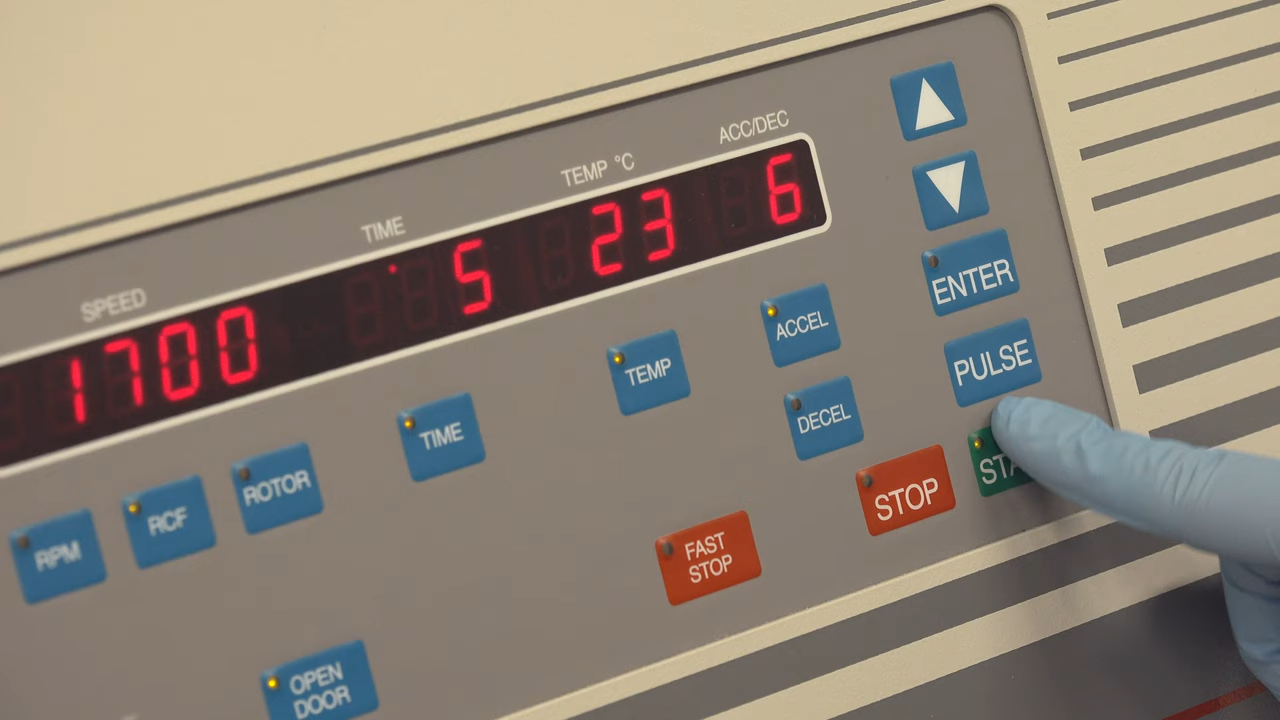 SPEED
TIME
TEMP °C
ACC/DEC
1700
5
23
6
ENTER
PULSE
ACCEL
TEMP
DECEL
TIME
ROTOR
RCF
RPM
STOP
STA
FAST
STOP
OPEN
DOOR